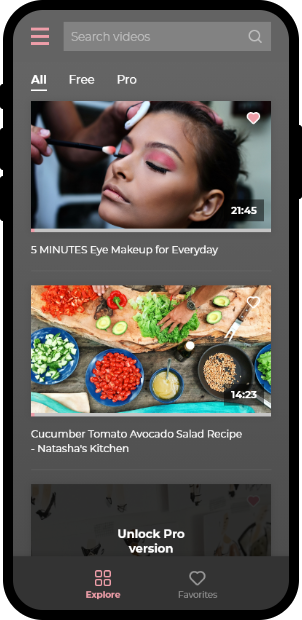 Search videos
All Free Pro
21:45
5 MINUTES Eye Makeup for Everyday
14:23
Cucumber Tomato Avocado Salad Recipe
- Natasha's Kitchen
Unlock Pro
version
Explore Favorites